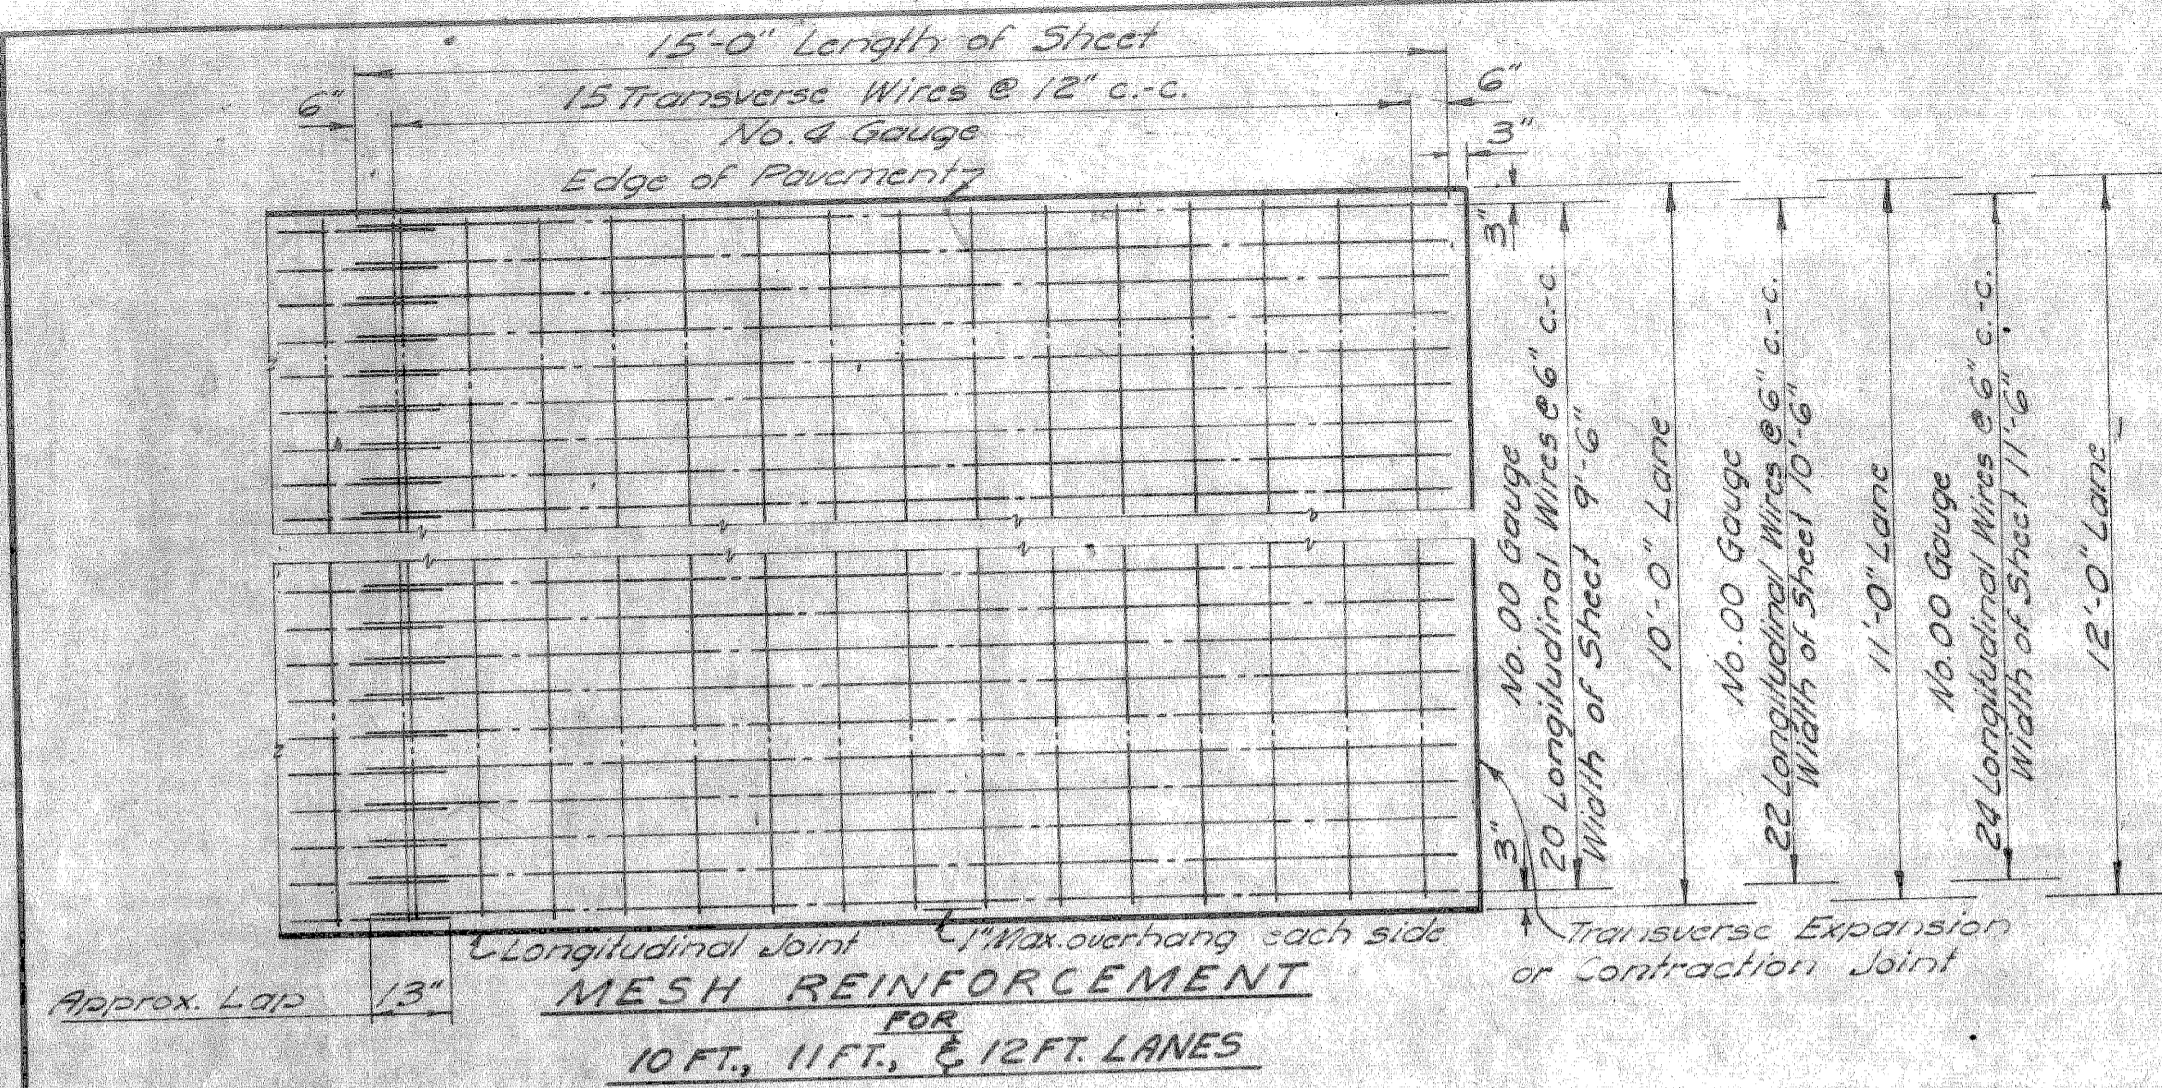 15'-0" Length of Sheet
6"
15 Transverse Wires @ 12" c.-c.
6"
No. 4 Gauge
3"
Edge of Pavement
3"
No. 00 Gauge
20 Longitudinal Wires @ 6" c.-c.
Width of Sheet 9'-6"
10'-0" Lane
No. 00 Gauge
22 Longitudinal Wires @ 6" c.-c.
Width of Sheet 10'-6"
11'-0" Lane
No. 00 Gauge
24 Longitudinal Wires @ 6" c.-c.
Width of Sheet 11'-6"
12'-0" Lane
3"
Longitudinal Joint
1" Max. overhang each side
Transverse Expansion
or Contraction Joint
Approx. Lap
13"
MESH REINFORCEMENT
FOR
10 FT., 11 FT., & 12 FT. LANES